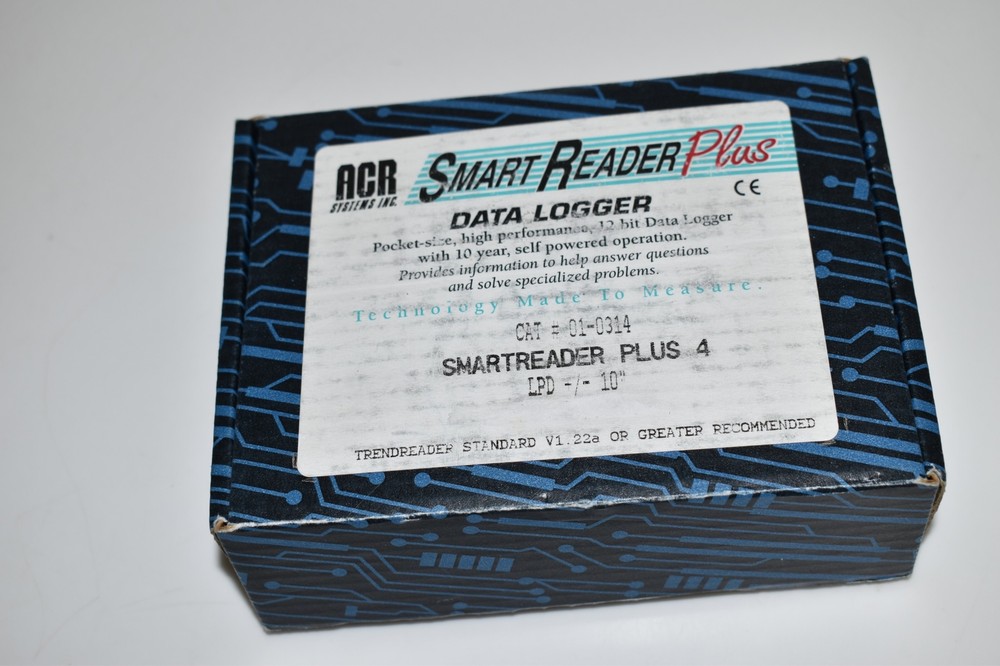 ACR
SYSTEMS INC.
SMART READER Plus
CE
DATA LOGGER
Pocket-size, high performance, 12 bit Data Logger
with 10 year, self powered operation.
Provides information to help answer questions
and solve specialized problems.
Technology Made To Measure.
CAT # 01-0314
SMARTREADER PLUS 4
LPD -/- 10"
TRENDREADER STANDARD V1.22a OR GREATER RECOMMENDED